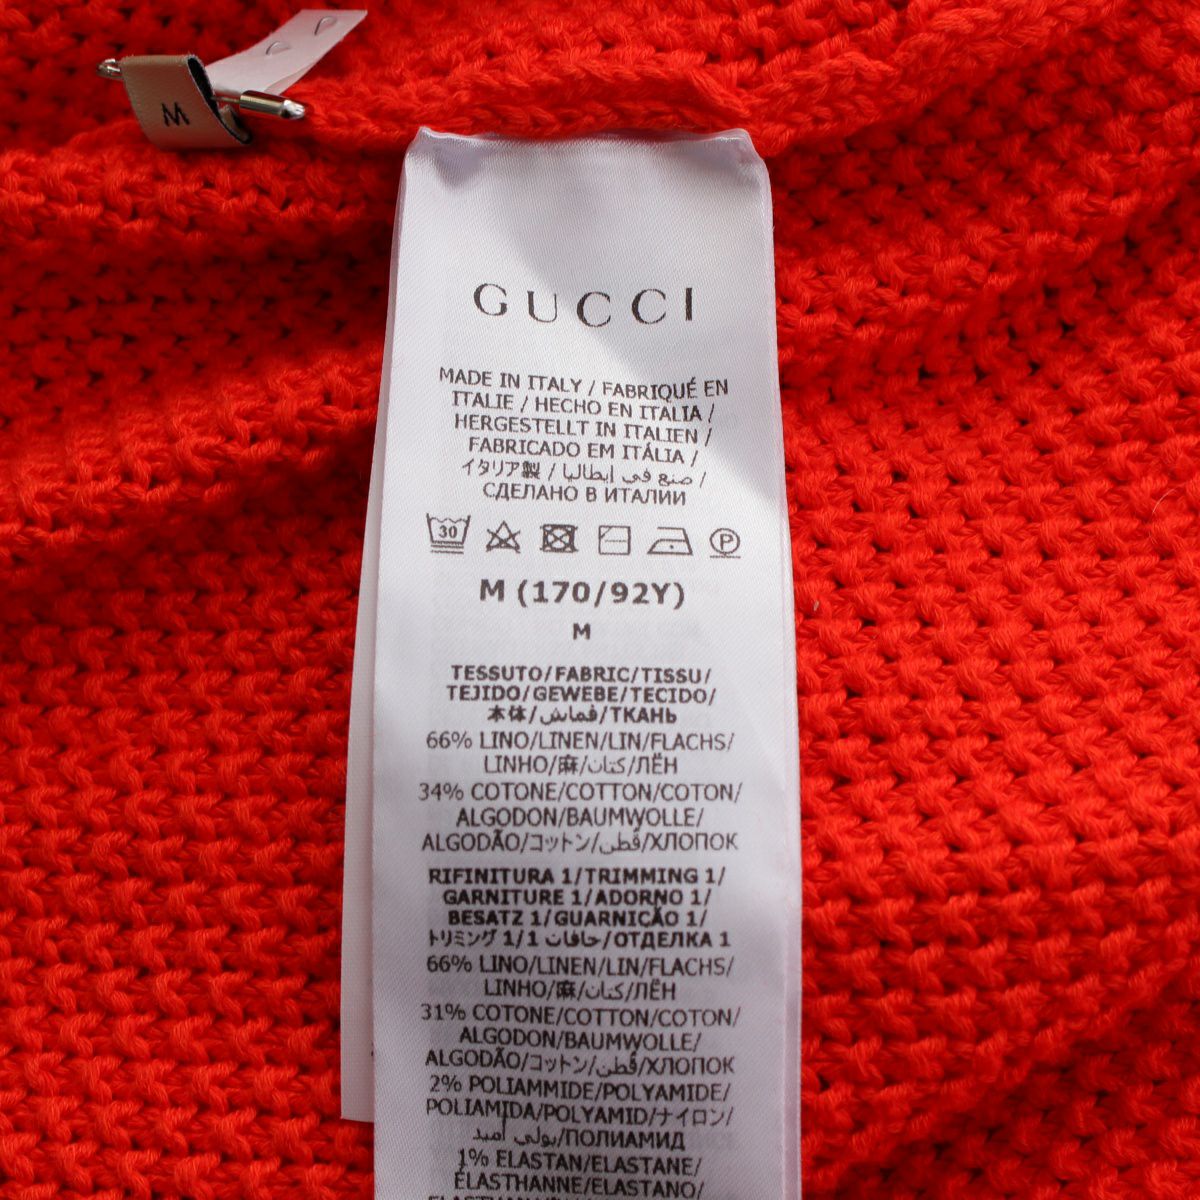 M
GUCCI
MADE IN ITALY / FABRIQUÉ EN
ITALIE / HECHO EN ITALIA /
HERGESTELLT IN ITALIEN /
FABRICADO EM ITÁLIA /
イタリア製 / صنع في إيطاليا /
СДЕЛАНО В ИТАЛИИ
30
P
M (170/92Y)
M
TESSUTO/FABRIC/TISSU/
TEJIDO/GEWEBE/TECIDO/
本体/قماش/ТКАНЬ
66% LINO/LINEN/LIN/FLACHS/
LINHO/麻/كتان/ЛЁН
34% COTONE/COTTON/COTON/
ALGODON/BAUMWOLLE/
ALGODÃO/コットン/قطن/ХЛОПОК
RIFINITURA 1/TRIMMING 1/
GARNITURE 1/ADORNO 1/
BESATZ 1/GUARNIÇÃO 1/
トリミング 1/1 حافات/ОТДЕЛКА 1
66% LINO/LINEN/LIN/FLACHS/
LINHO/麻/كتان/ЛЁН
31% COTONE/COTTON/COTON/
ALGODON/BAUMWOLLE/
ALGODÃO/コットン/قطن/ХЛОПОК
2% POLIAMMIDE/POLYAMIDE/
POLIAMIDA/POLYAMID/ナイロン/
بولي أميد/ПОЛИАМИД
1% ELASTAN/ELASTANE/
ÉLASTHANNE/ELASTANO/